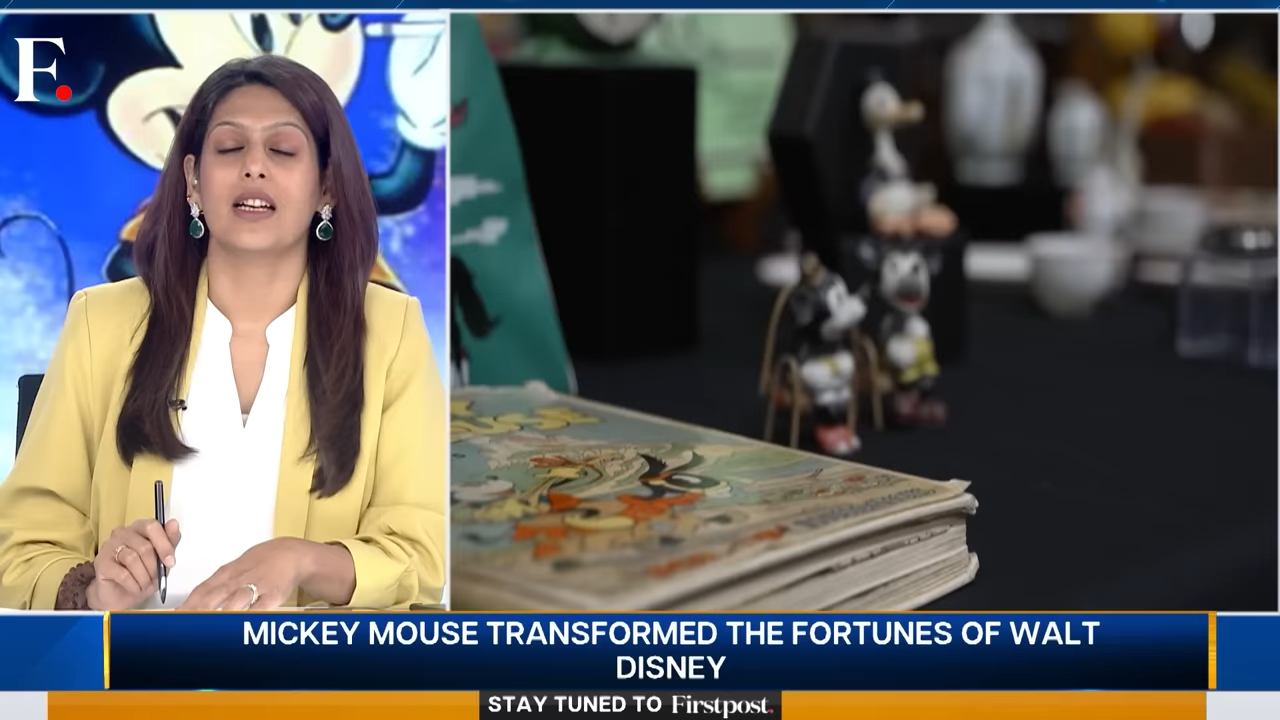 F.
MICKEY MOUSE TRANSFORMED THE FORTUNES OF WALT
DISNEY
STAY TUNED TO Firstpost.